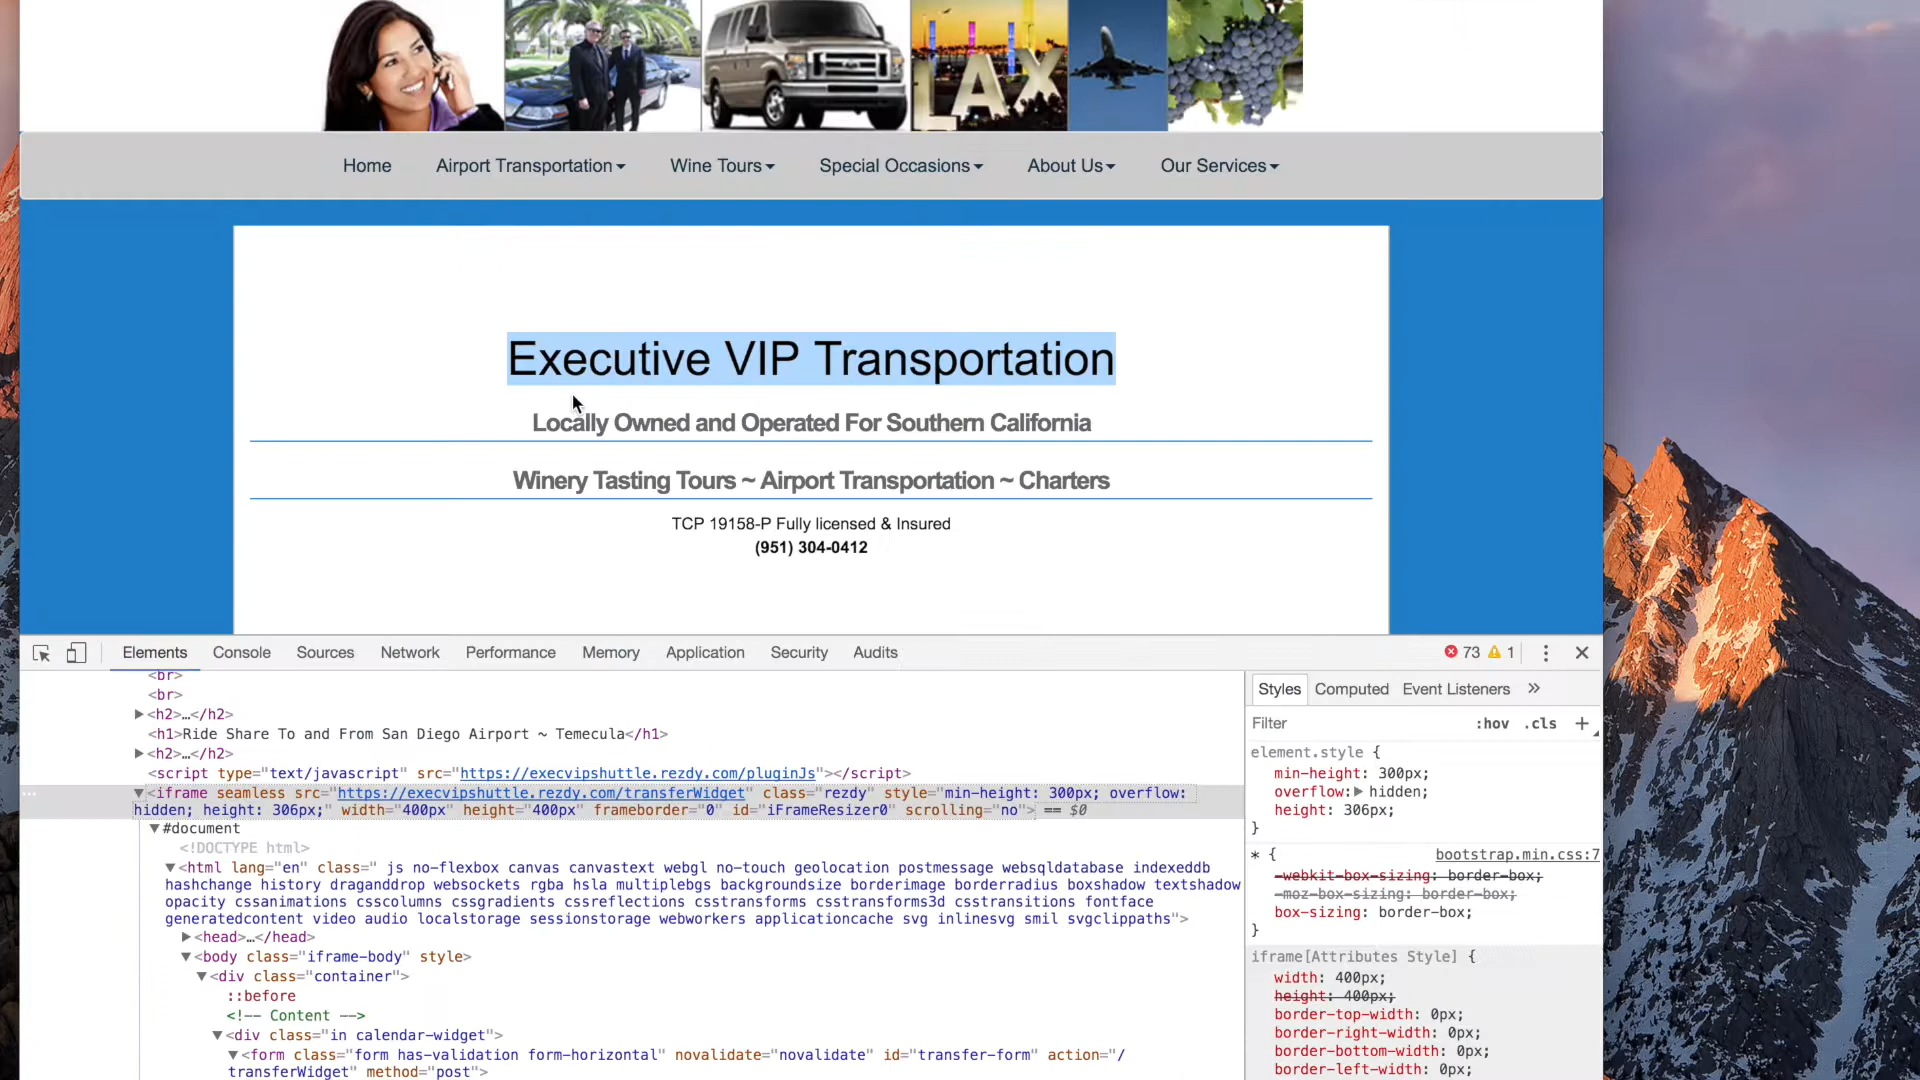 LAX
Home Airport Transportation Wine Tours Special Occasions About Us Our Services
Executive VIP Transportation
Locally Owned and Operated For Southern California
Winery Tasting Tours ~ Airport Transportation ~ Charters
TCP 19158-P Fully licensed & Insured
(951) 304-0412
Elements Console Sources Network Performance Memory Application Security Audits 73 1
<br>
<br>
<h2>…</h2>
<h1>Ride Share To and From San Diego Airport ~ Temecula</h1>
<h2>…</h2>
<script type="text/javascript" src="https://execvipshuttle.rezdy.com/pluginJs"></script>
<iframe seamless src="https://execvipshuttle.rezdy.com/transferWidget" class="rezdy" style="min-height: 300px; overflow:
hidden; height: 306px;" width="400px" height="400px" frameborder="0" id="iFrameResizer0" scrolling="no"> == $0
#document
<!DOCTYPE html>
<html lang="en" class=" js no-flexbox canvas canvastext webgl no-touch geolocation postmessage websqldatabase indexeddb
hashchange history draganddrop websockets rgba hsla multiplebgs backgroundsize borderimage borderradius boxshadow textshadow
opacity cssanimations csscolumns cssgradients cssreflections csstransforms csstransforms3d csstransitions fontface
generatedcontent video audio localstorage sessionstorage webworkers applicationcache svg inlinesvg smil svgclippaths">
<head>…</head>
<body class="iframe-body" style>
<div class="container">
::before
<!-- Content -->
<div class="in calendar-widget">
<form class="form has-validation form-horizontal" novalidate="novalidate" id="transfer-form" action="/
transferWidget" method="post">
Styles Computed Event Listeners »
Filter :hov .cls +
element.style {
min-height: 300px;
overflow: hidden;
height: 306px;
}
* { bootstrap.min.css:7
-webkit-box-sizing: border-box;
-moz-box-sizing: border-box;
box-sizing: border-box;
}
iframe[Attributes Style] {
width: 400px;
height: 400px;
border-top-width: 0px;
border-right-width: 0px;
border-bottom-width: 0px;
border-left-width: 0px;